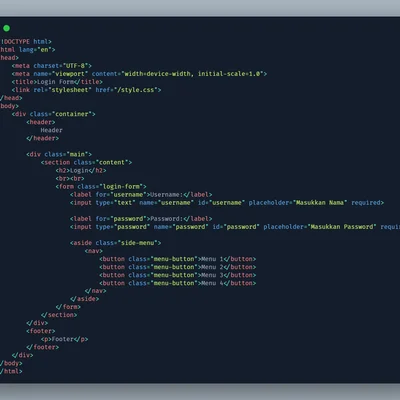 !DOCTYPE html>
html lang="en">
head>
<meta charset="UTF-8">
<meta name="viewport" content="width=device-width, initial-scale=1.0">
<title>Login Form</title>
<link rel="stylesheet" href="/style.css">
/head>
body>
<div class="container">
<header>
Header
</header>
<div class="main">
<section class="content">
<h2>Login</h2>
<br><br>
<form class="login-form">
<label for="username">Username:</label>
<input type="text" name="username" id="username" placeholder="Masukkan Nama" required>
<label for="password">Password:</label>
<input type="password" name="password" id="password" placeholder="Masukkan Password" requi
<aside class="side-menu">
<nav>
<button class="menu-button">Menu 1</button>
<button class="menu-button">Menu 2</button>
<button class="menu-button">Menu 3</button>
<button class="menu-button">Menu 4</button>
</nav>
</aside>
</form>
</section>
</div>
<footer>
<p>Footer</p>
</footer>
</div>
/body>
/html>